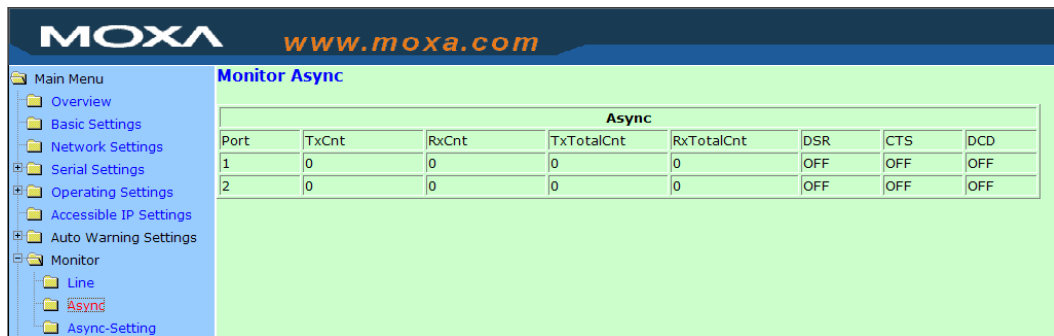 MOXA www.moxa.com
Main Menu
Overview
Basic Settings
Network Settings
Serial Settings
Operating Settings
Accessible IP Settings
Auto Warning Settings
Monitor
Line
Async
Async-Setting
Monitor Async
Async
Port TxCnt RxCnt TxTotalCnt RxTotalCnt DSR CTS DCD
1 0 0 0 0 OFF OFF OFF
2 0 0 0 0 OFF OFF OFF